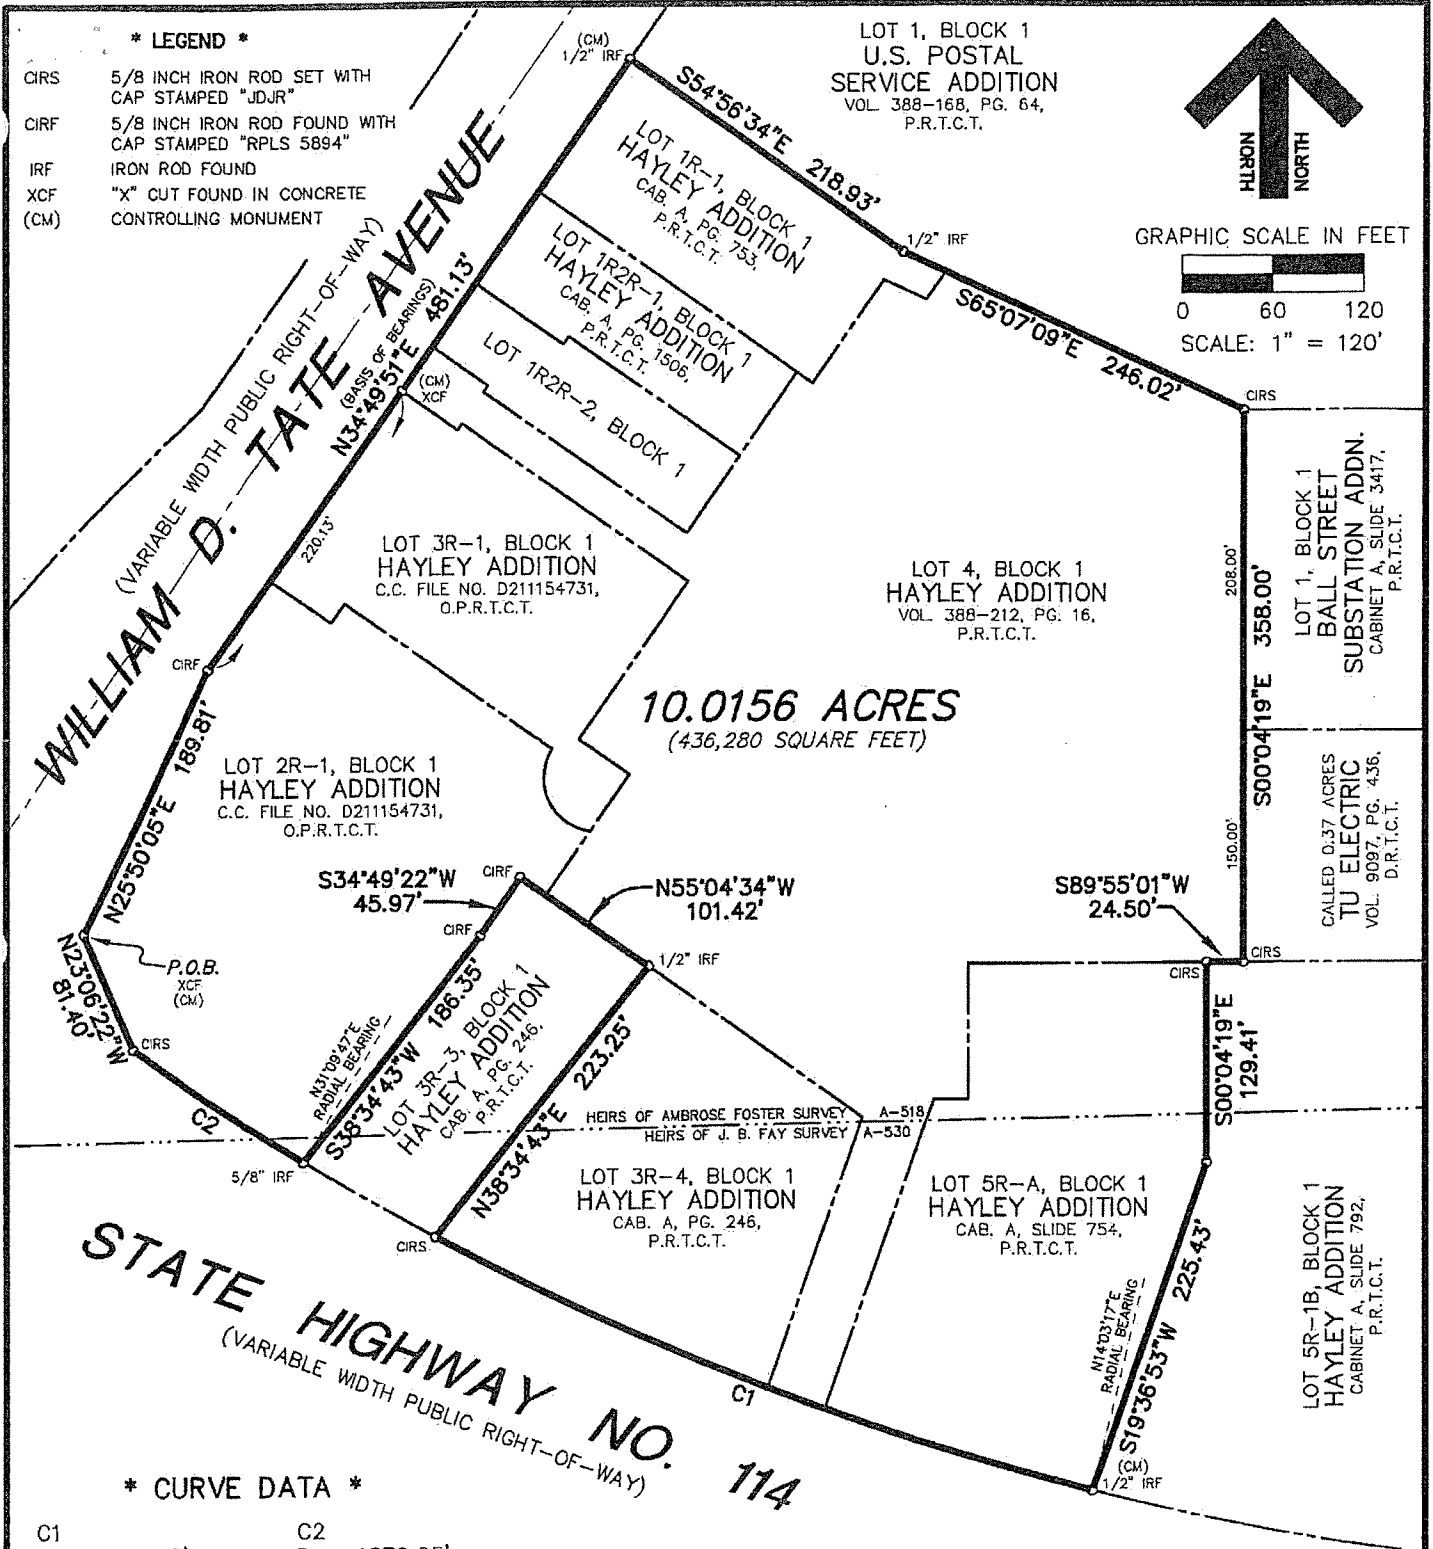 * LEGEND *
CIRS 5/8 INCH IRON ROD SET WITH
CAP STAMPED "JDJR"
CIRF 5/8 INCH IRON ROD FOUND WITH
CAP STAMPED "RPLS 5894"
IRF IRON ROD FOUND
XCF "X" CUT FOUND IN CONCRETE
(CM) CONTROLLING MONUMENT
(CM)
1/2" IRF
LOT 1, BLOCK 1
U.S. POSTAL
SERVICE ADDITION
VOL. 388-168, PG. 64,
P.R.T.C.T.
NORTH
NORTH
GRAPHIC SCALE IN FEET
0 60 120
SCALE: 1" = 120'
S54°56'34"E 218.93'
1/2" IRF
S65°07'09"E 246.02'
CIRS
LOT 1R-1, BLOCK 1
HAYLEY ADDITION
CAB. A, PG. 753,
P.R.T.C.T.
LOT 1R2R-1, BLOCK 1
HAYLEY ADDITION
CAB. A, PG. 1506,
P.R.T.C.T.
LOT 1R2R-2, BLOCK 1
WILLIAM D. TATE AVENUE
(VARIABLE WIDTH PUBLIC RIGHT-OF-WAY)
(BASIS OF BEARINGS)
N34°49'51"E 481.13'
(CM)
XCF
220.13'
LOT 3R-1, BLOCK 1
HAYLEY ADDITION
C.C. FILE NO. D211154731,
O.P.R.T.C.T.
LOT 4, BLOCK 1
HAYLEY ADDITION
VOL. 388-212, PG. 16,
P.R.T.C.T.
208.00'
S00°04'19"E 358.00'
150.00'
LOT 1, BLOCK 1
BALL STREET
SUBSTATION ADDN.
CABINET A, SLIDE 3417,
P.R.T.C.T.
CALLED 0.37 ACRES
TU ELECTRIC
VOL. 9097, PG. 436,
D.R.T.C.T.
CIRF
10.0156 ACRES
(436,280 SQUARE FEET)
N25°50'05"E 189.81'
LOT 2R-1, BLOCK 1
HAYLEY ADDITION
C.C. FILE NO. D211154731,
O.P.R.T.C.T.
S34°49'22"W
45.97'
CIRF
CIRF
N55°04'34"W
101.42'
S89°55'01"W
24.50'
CIRS
CIRS
1/2" IRF
P.O.B.
XCF
(CM)
N23°06'22"W
81.40'
CIRS
C2
N31°09'47"E
RADIAL BEARING
S38°34'43"W 186.35'
LOT 3R-3, BLOCK 1
HAYLEY ADDITION
CAB. A, PG. 246,
P.R.T.C.T.
N38°34'43"E 223.25'
S00°04'19"E
129.41'
HEIRS OF AMBROSE FOSTER SURVEY A-518
HEIRS OF J. B. FAY SURVEY A-530
5/8" IRF
CIRS
LOT 3R-4, BLOCK 1
HAYLEY ADDITION
CAB. A, PG. 246,
P.R.T.C.T.
LOT 5R-A, BLOCK 1
HAYLEY ADDITION
CAB. A, SLIDE 754,
P.R.T.C.T.
N14°03'17"E
RADIAL BEARING
S19°36'53"W 225.43'
LOT 5R-1B, BLOCK 1
HAYLEY ADDITION
CABINET A, SLIDE 792,
P.R.T.C.T.
STATE HIGHWAY NO. 114
(VARIABLE WIDTH PUBLIC RIGHT-OF-WAY)
C1
(CM)
1/2" IRF
* CURVE DATA *
C1 C2